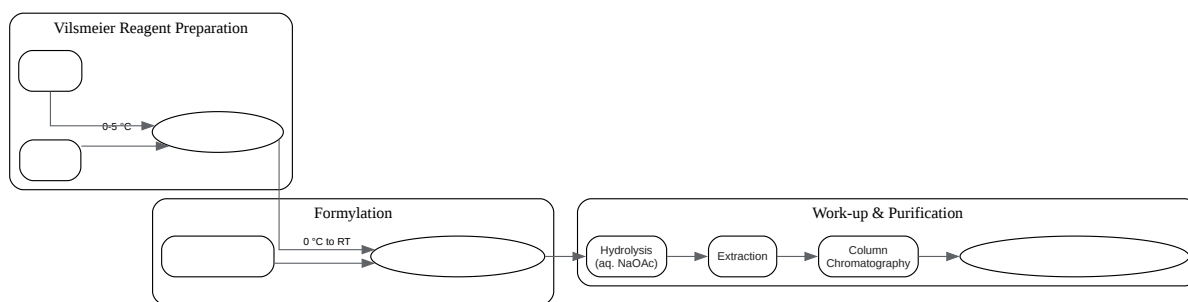 Vilsmeier Reagent Preparation
0-5 °C
Formylation
0 °C to RT
Work-up & Purification
Hydrolysis
(aq. NaOAc)
Extraction
Column
Chromatography